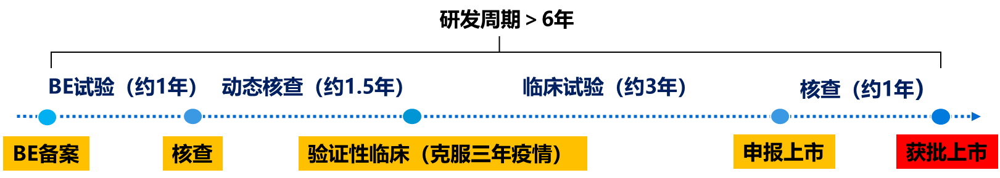 研发周期 > 6年
BE试验（约1年） 动态核查（约1.5年） 临床试验（约3年） 核查（约1年）
BE备案 核查 验证性临床（克服三年疫情） 申报上市 获批上市